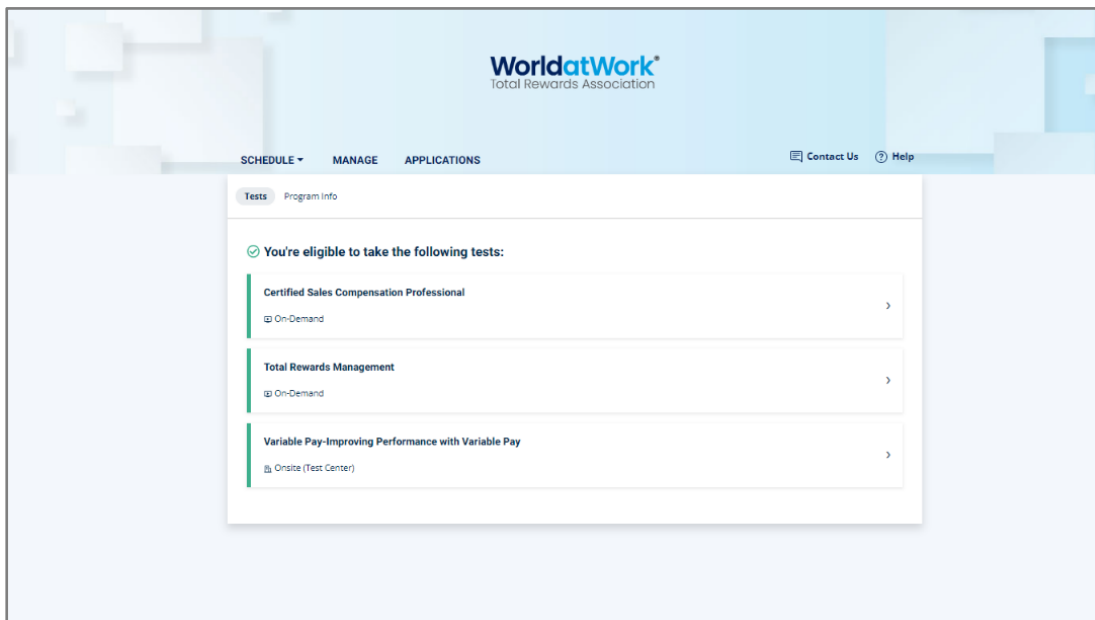 WorldatWork®
Total Rewards Association
SCHEDULE MANAGE APPLICATIONS Contact Us Help
Tests Program Info
You're eligible to take the following tests:
Certified Sales Compensation Professional
On-Demand
Total Rewards Management
On-Demand
Variable Pay-Improving Performance with Variable Pay
Onsite (Test Center)